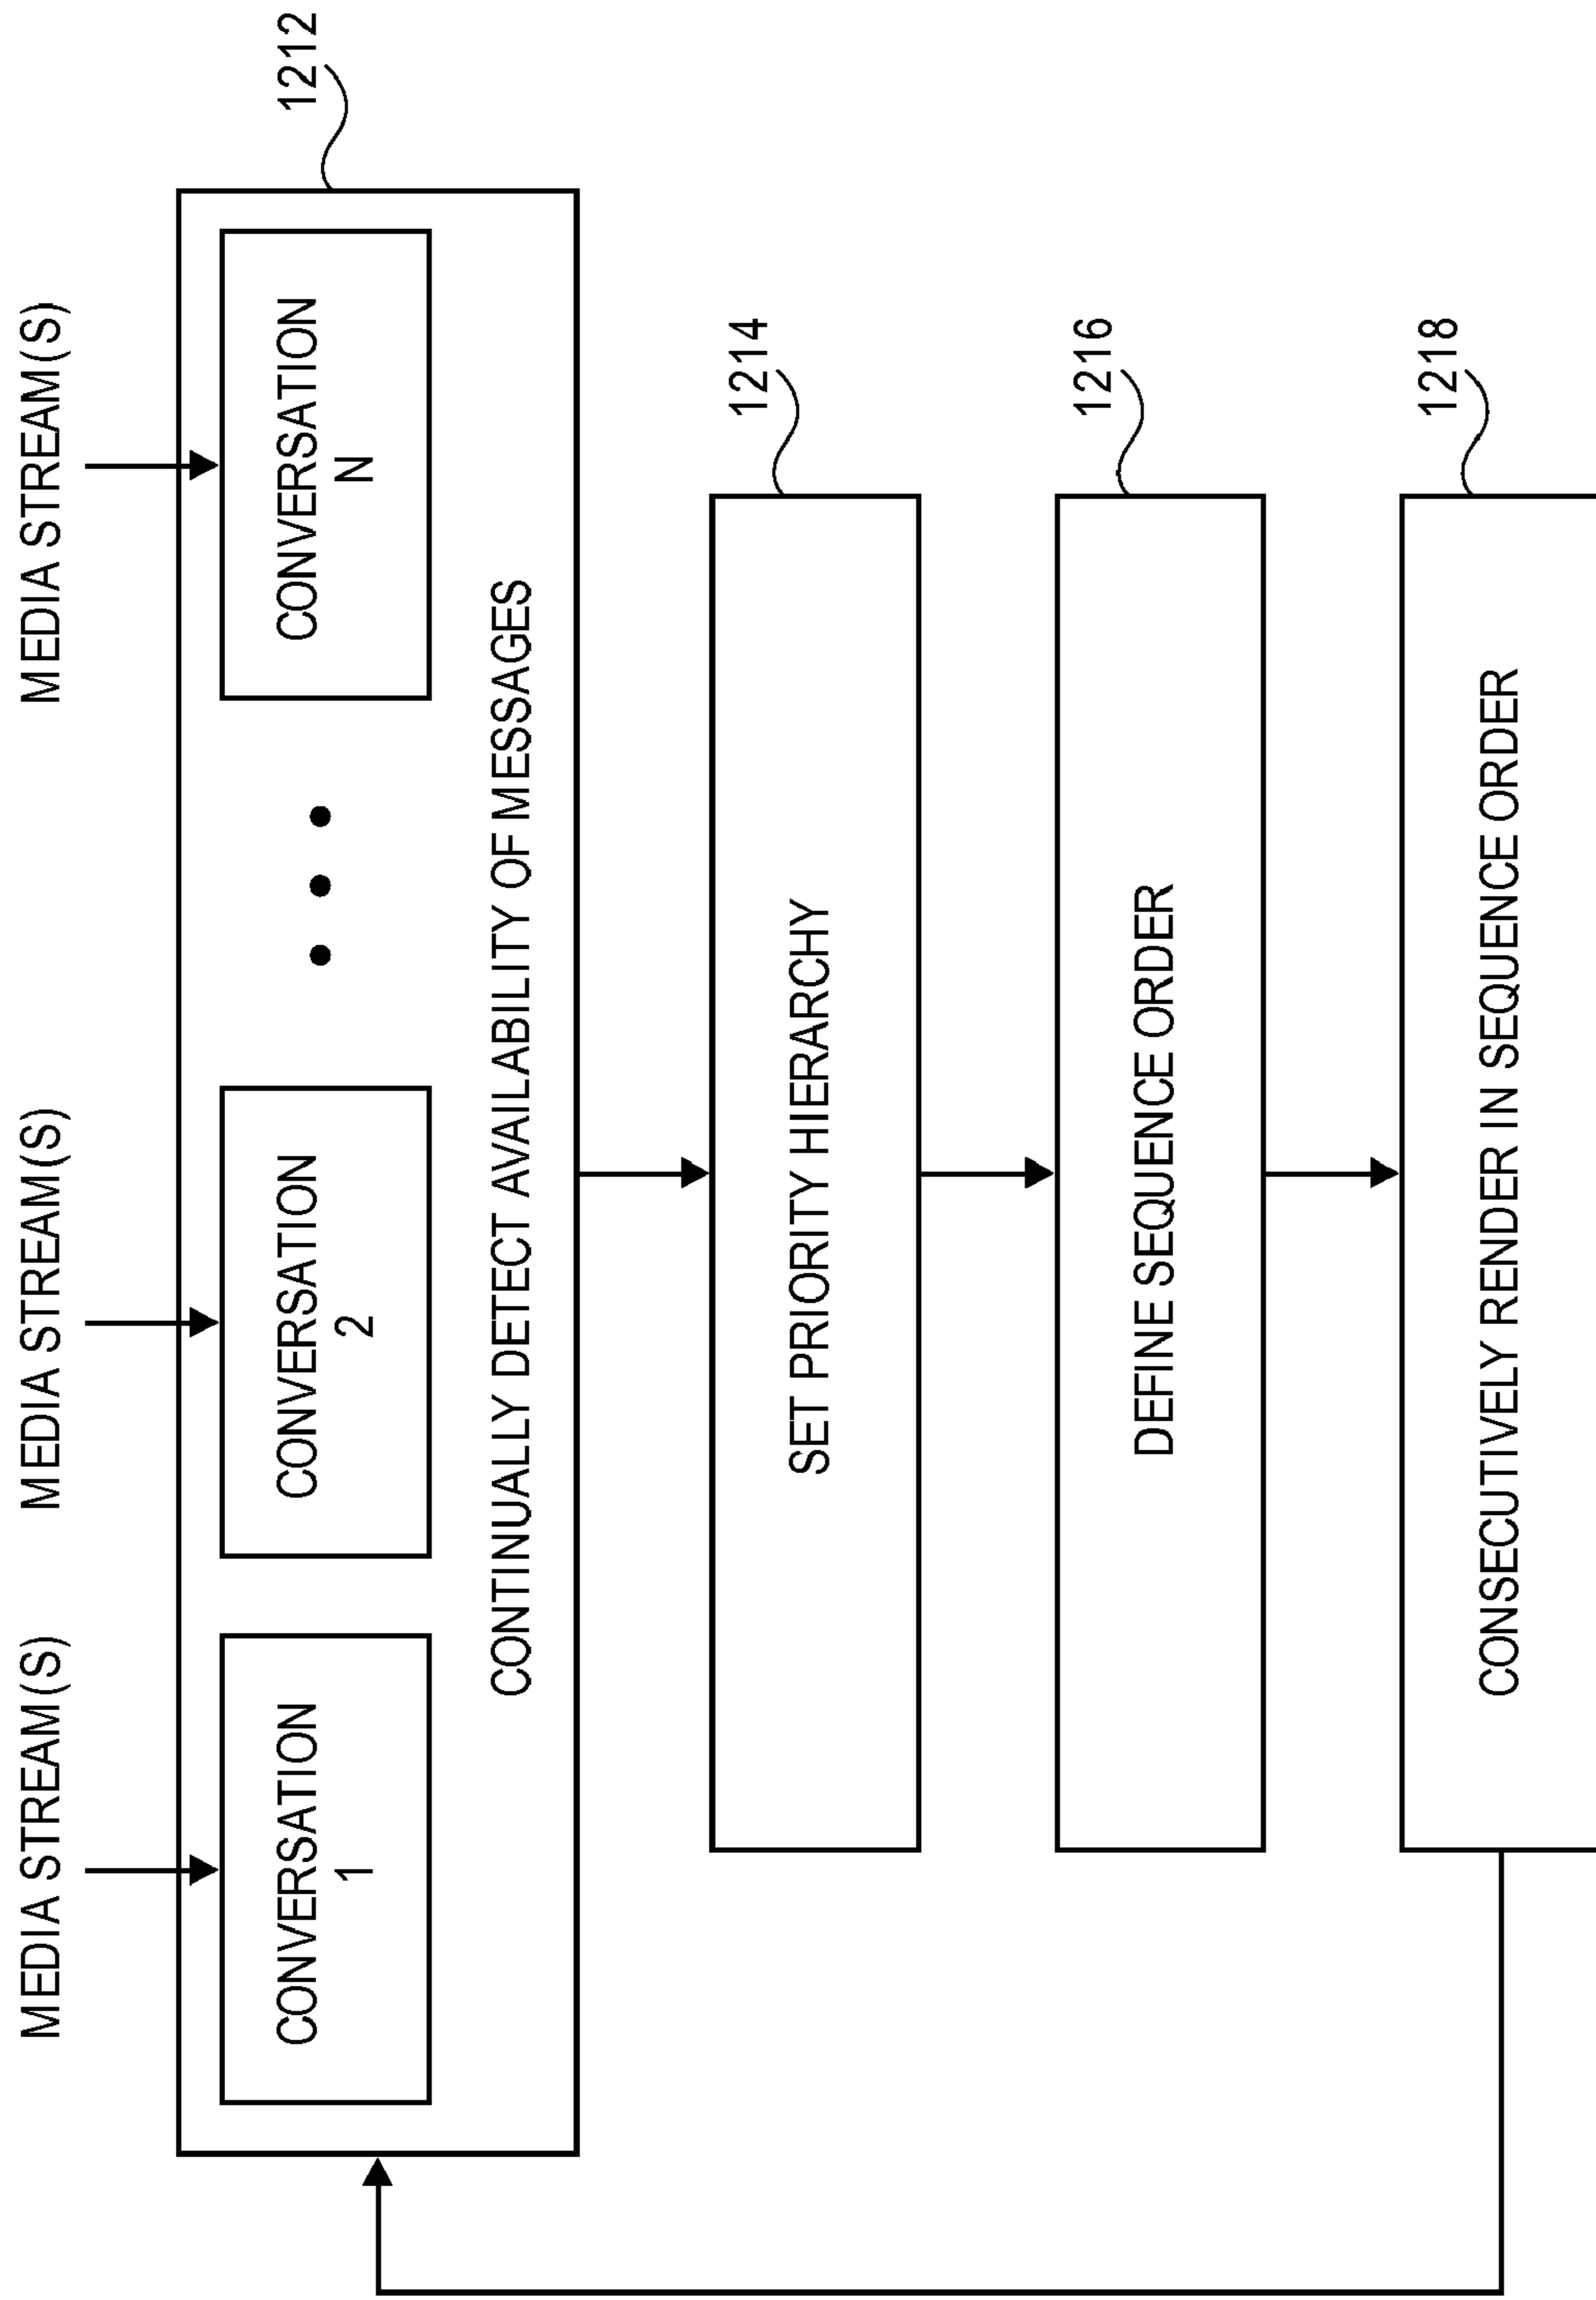 MEDIA STREAM(S)
MEDIA STREAM(S)
MEDIA STREAM(S)
1212
CONVERSATION
1
CONVERSATION
2
CONVERSATION
N
CONTINUALLY DETECT AVAILABILITY OF MESSAGES
1214
SET PRIORITY HIERARCHY
1216
DEFINE SEQUENCE ORDER
1218
CONSECUTIVELY RENDER IN SEQUENCE ORDER